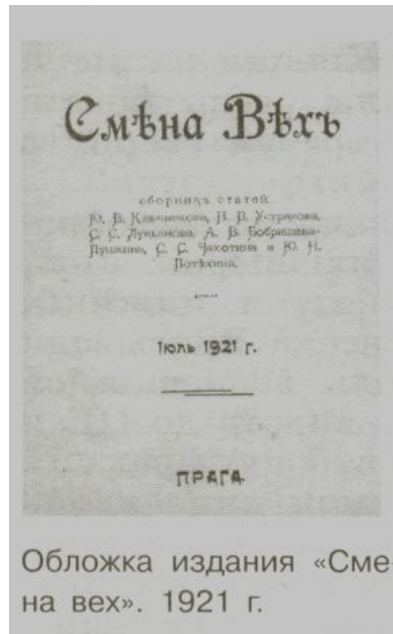 Смѣна Вѣхъ
сборникъ статей
Ю. В. Ключникова, Н. В. Устрялова,
С. С. Лукьянова, А. В. Бобрищева-
Пушкина, С. С. Чахотина и Ю. Н.
Потѣхина.
Іюль 1921 г.
ПРАГА
Обложка издания «Сме-
на вех». 1921 г.